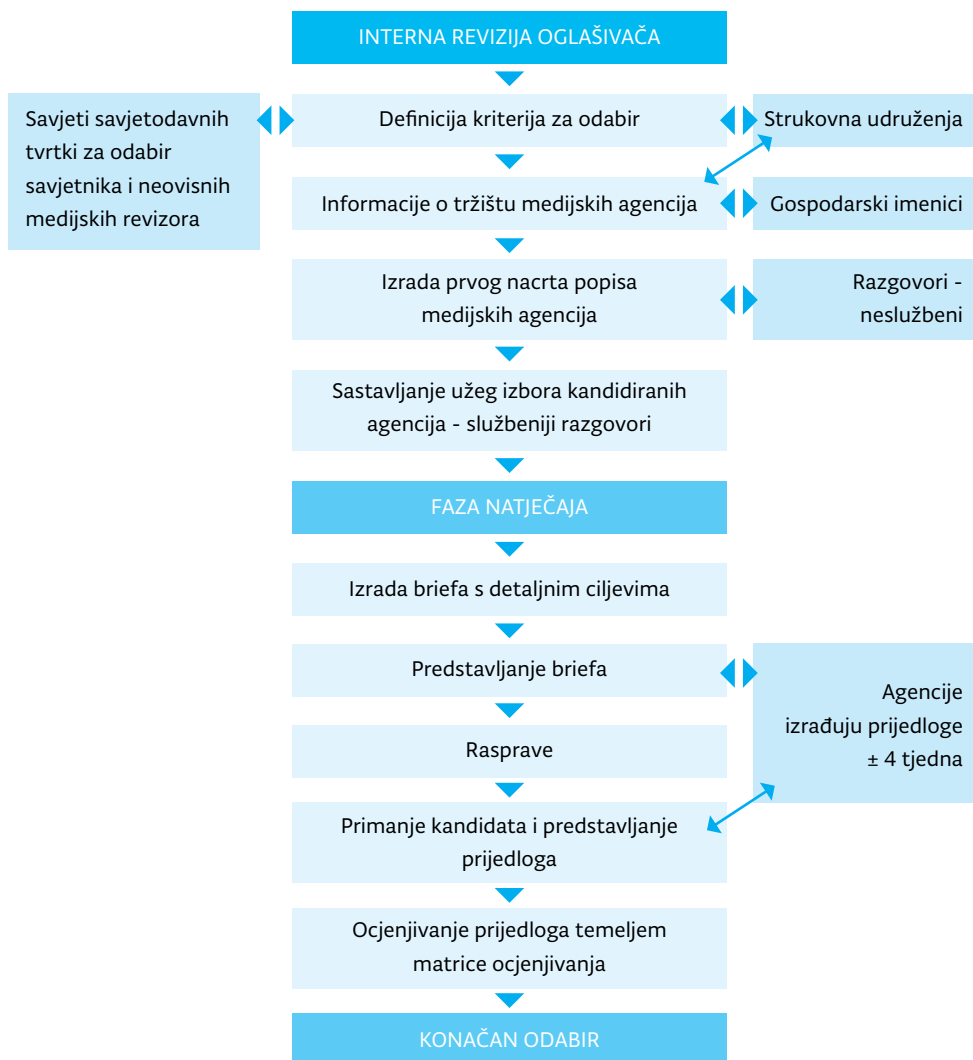 INTERNA REVIZIJA OGLAŠIVAČA
Savjeti savjetodavnih
tvrtki za odabir
savjetnika i neovisnih
medijskih revizora
Definicija kriterija za odabir
Strukovna udruženja
Informacije o tržištu medijskih agencija
Gospodarski imenici
Izrada prvog nacrta popisa
medijskih agencija
Razgovori -
neslužbeni
Sastavljanje užeg izbora kandidiranih
agencija - službeniji razgovori
FAZA NATJEČAJA
Izrada briefa s detaljnim ciljevima
Predstavljanje briefa
Agencije
izrađuju prijedloge
± 4 tjedna
Rasprave
Primanje kandidata i predstavljanje
prijedloga
Ocjenjivanje prijedloga temeljem
matrice ocjenjivanja
KONAČAN ODABIR